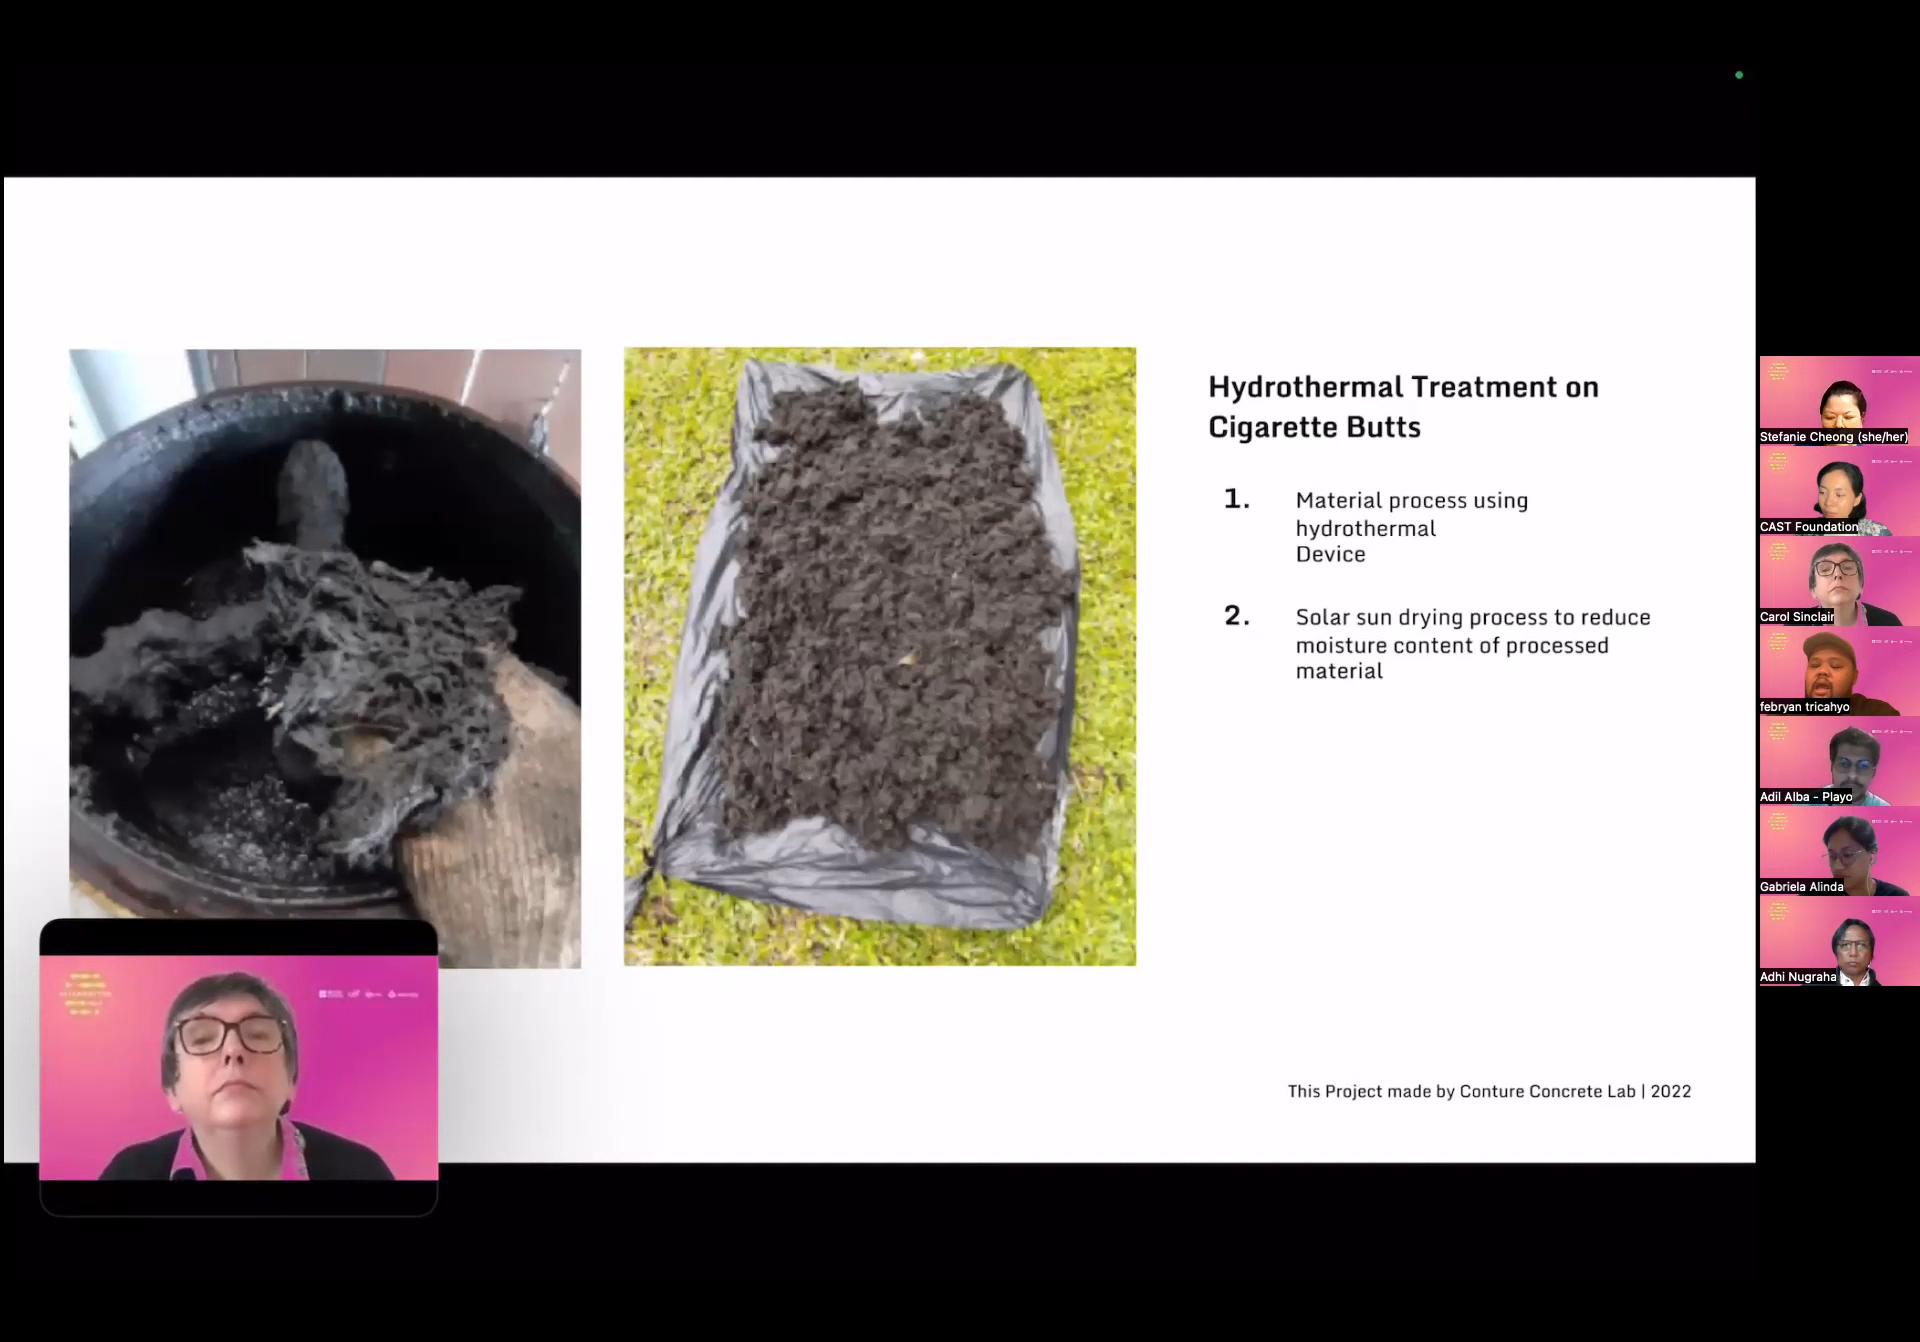 Hydrothermal Treatment on
Cigarette Butts
1. Material process using
hydrothermal
Device
2. Solar sun drying process to reduce
moisture content of processed
material
This Project made by Conture Concrete Lab | 2022
Stefanie Cheong (she/her)
CAST Foundation
Carol Sinclair
febryan tricahyo
Adil Alba - Playo
Gabriela Alinda
Adhi Nugraha